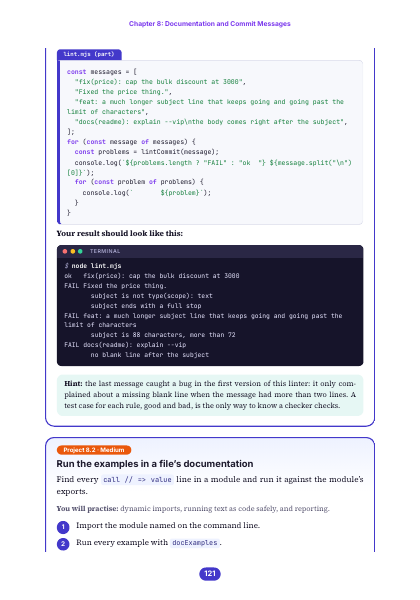 Chapter 8: Documentation and Commit Messages
lint.mjs (part)
const messages = [
  "fix(price): cap the bulk discount at 3000",
  "Fixed the price thing.",
  "feat: a much longer subject line that keeps going and going past the
limit of characters",
  "docs(readme): explain --vip\nthe body comes right after the subject",
];
for (const message of messages) {
  const problems = lintCommit(message);
  console.log(`${problems.length ? "FAIL" : "ok  "} ${message.split("\n")
[0]}`);
  for (const problem of problems) {
    console.log(`       ${problem}`);
  }
}
Your result should look like this:
TERMINAL
$ node lint.mjs
ok   fix(price): cap the bulk discount at 3000
FAIL Fixed the price thing.
       subject is not type(scope): text
       subject ends with a full stop
FAIL feat: a much longer subject line that keeps going and going past the
limit of characters
       subject is 88 characters, more than 72
FAIL docs(readme): explain --vip
       no blank line after the subject
Hint: the last message caught a bug in the first version of this linter: it only com-
plained about a missing blank line when the message had more than two lines. A
test case for each rule, good and bad, is the only way to know a checker checks.
Project 8.2 · Medium
Run the examples in a file's documentation
Find every call // => value line in a module and run it against the module's
exports.
You will practise: dynamic imports, running text as code safely, and reporting.
1 Import the module named on the command line.
2 Run every example with docExamples.
121